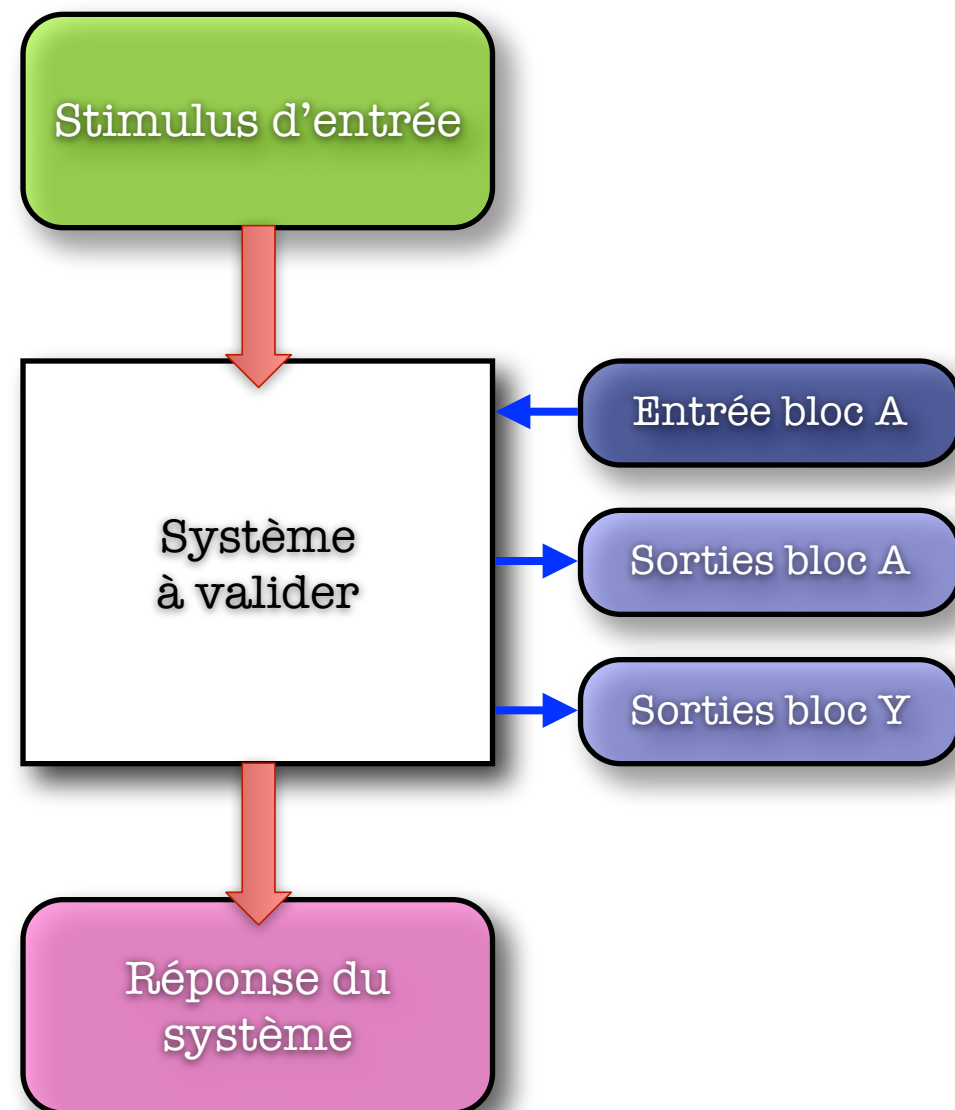 Stimulus d’entrée
Entrée bloc A
Système
à valider
Sorties bloc A
Sorties bloc Y
Réponse du
système